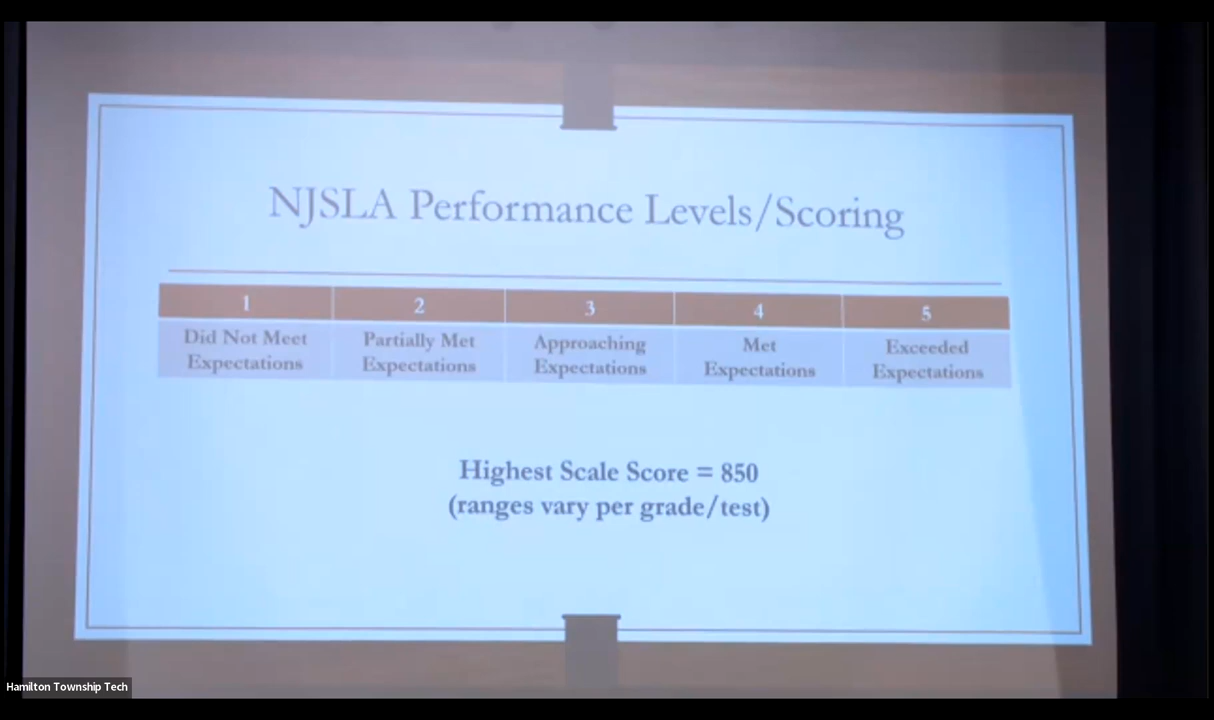 NJSLA Performance Levels/Scoring
1 2 3 4 5
Did Not Meet Expectations
Partially Met Expectations
Approaching Expectations
Met Expectations
Exceeded Expectations
Highest Scale Score = 850
(ranges vary per grade/test)
Hamilton Township Tech